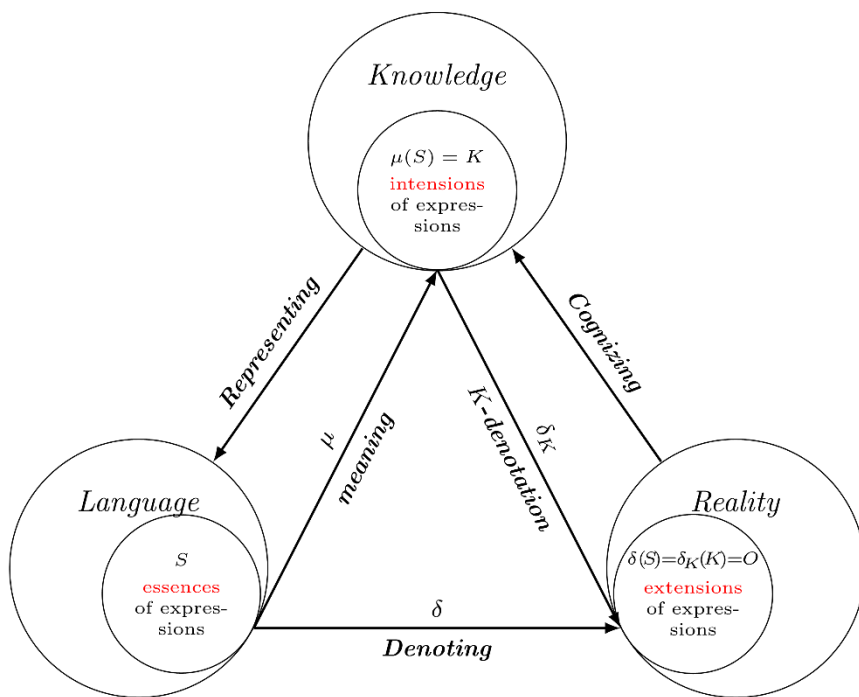 Knowledge
μ(S) = K
intensions
of expres-
sions
Representing
Cognizing
μ
meaning
δK
K-denotation
Language
S
essences
of expres-
sions
Reality
δ(S)=δK(K)=O
extensions
of expres-
sions
δ
Denoting